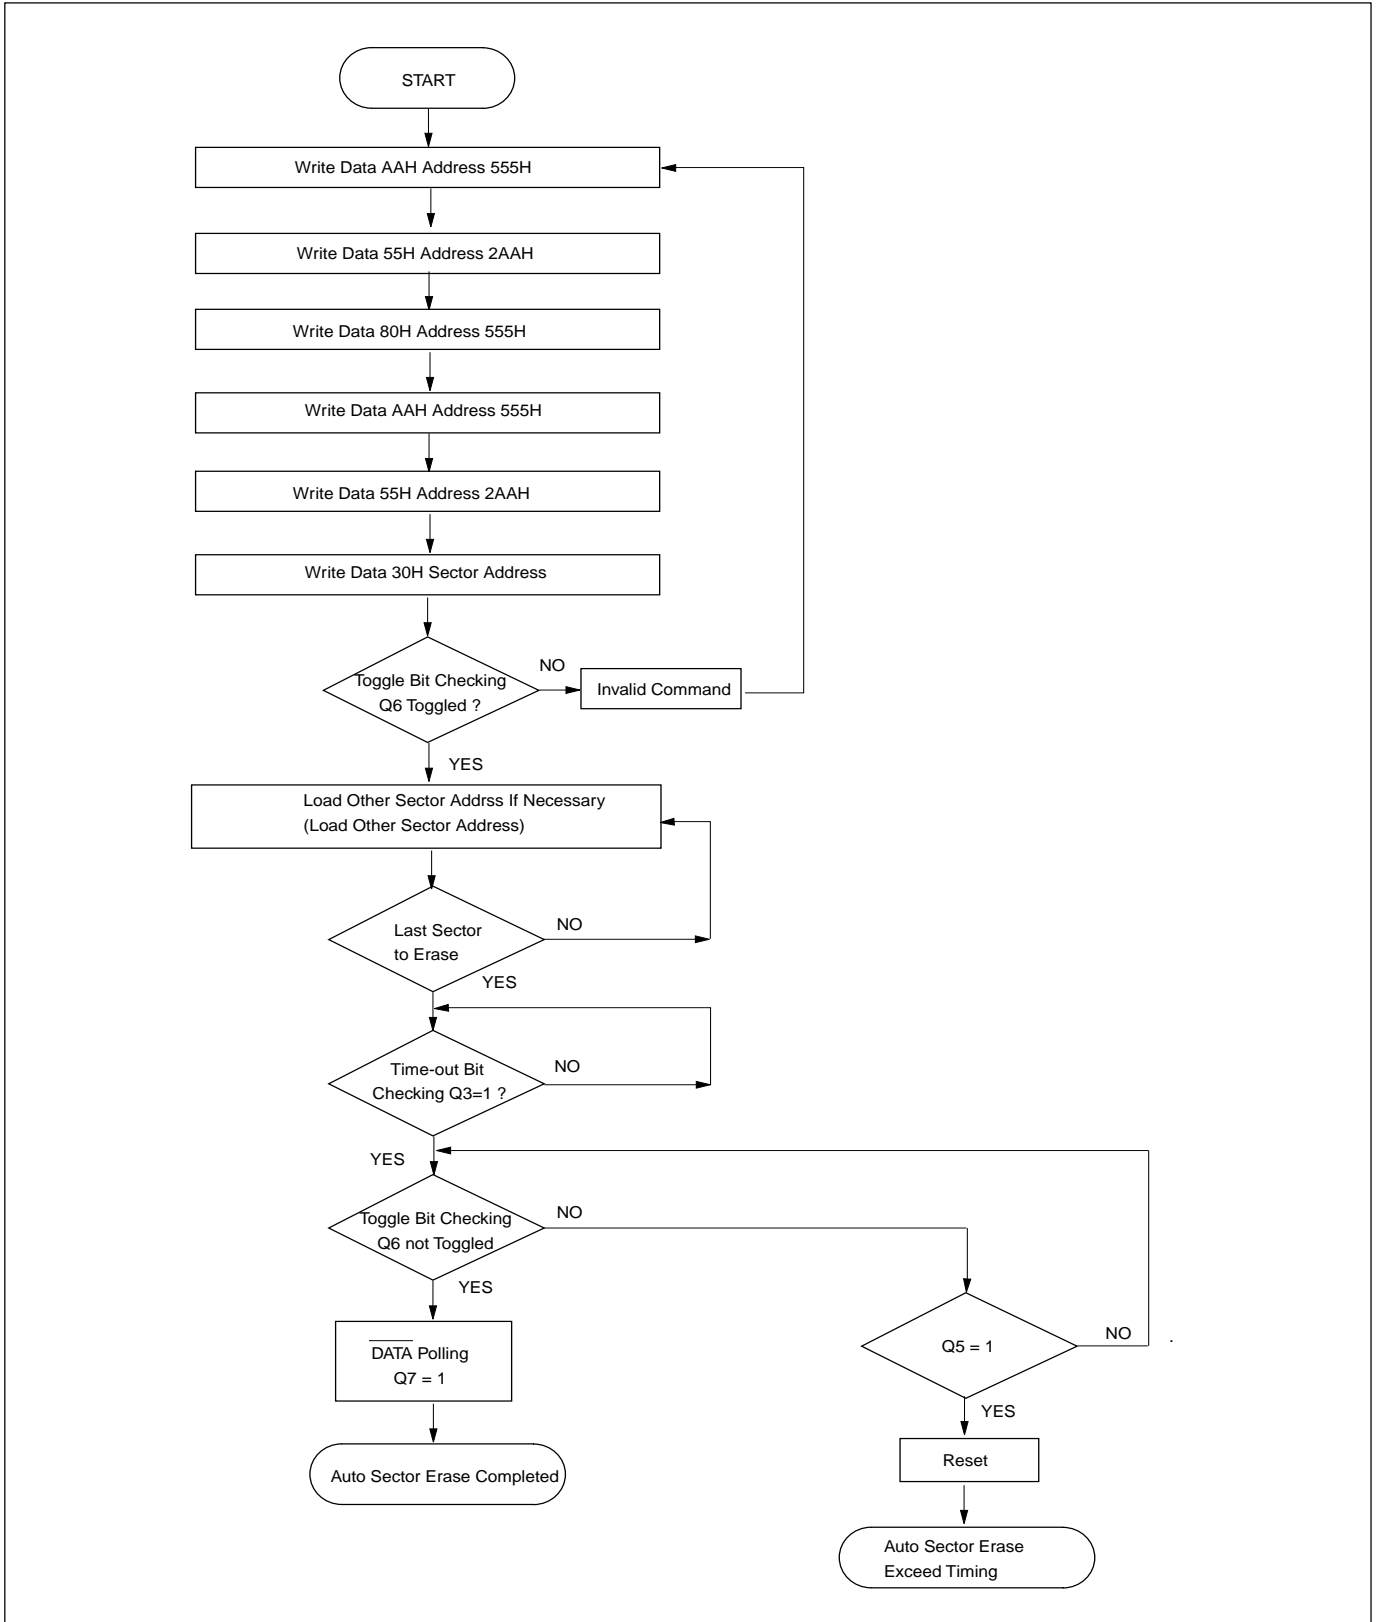 START
Write Data AAH Address 555H
Write Data 55H Address 2AAH
Write Data 80H Address 555H
Write Data AAH Address 555H
Write Data 55H Address 2AAH
Write Data 30H Sector Address
Toggle Bit Checking
Q6 Toggled ?
NO
Invalid Command
YES
Load Other Sector Addrss If Necessary
(Load Other Sector Address)
Last Sector
to Erase
NO
YES
Time-out Bit
Checking Q3=1 ?
NO
YES
Toggle Bit Checking
Q6 not Toggled
NO
YES
DATA Polling
Q7 = 1
Q5 = 1
NO
YES
Auto Sector Erase Completed
Reset
Auto Sector Erase
Exceed Timing